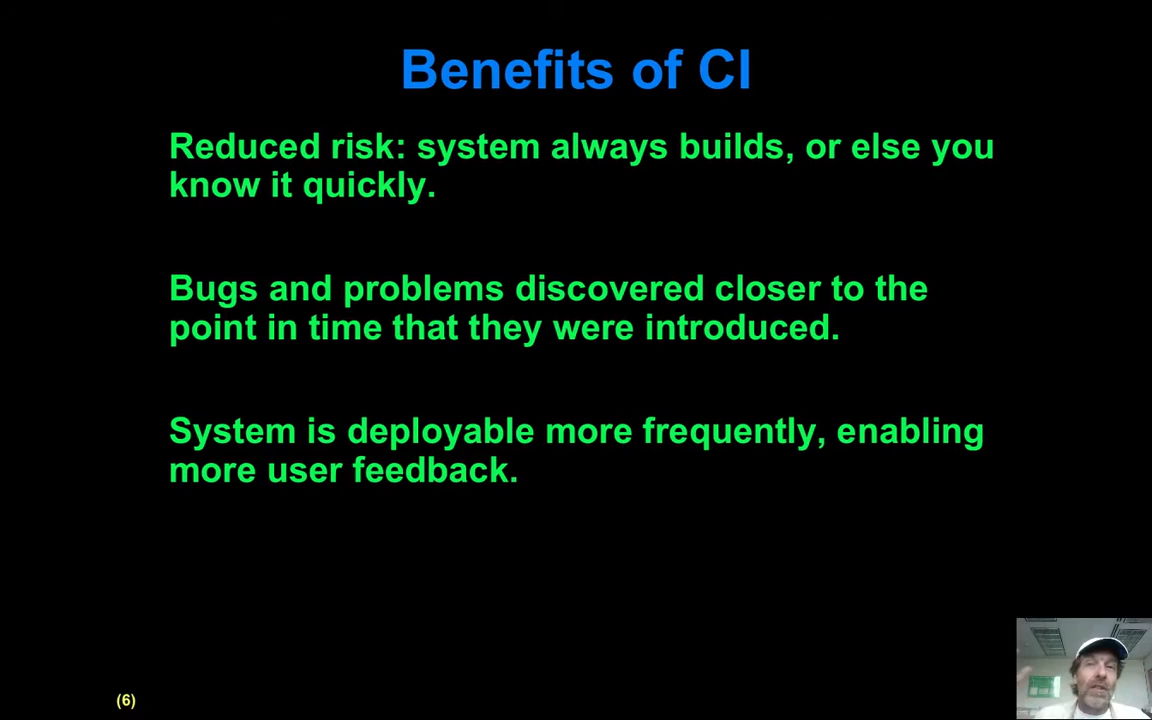 Benefits of CI
Reduced risk: system always builds, or else you
know it quickly.
Bugs and problems discovered closer to the
point in time that they were introduced.
System is deployable more frequently, enabling
more user feedback.
(6)